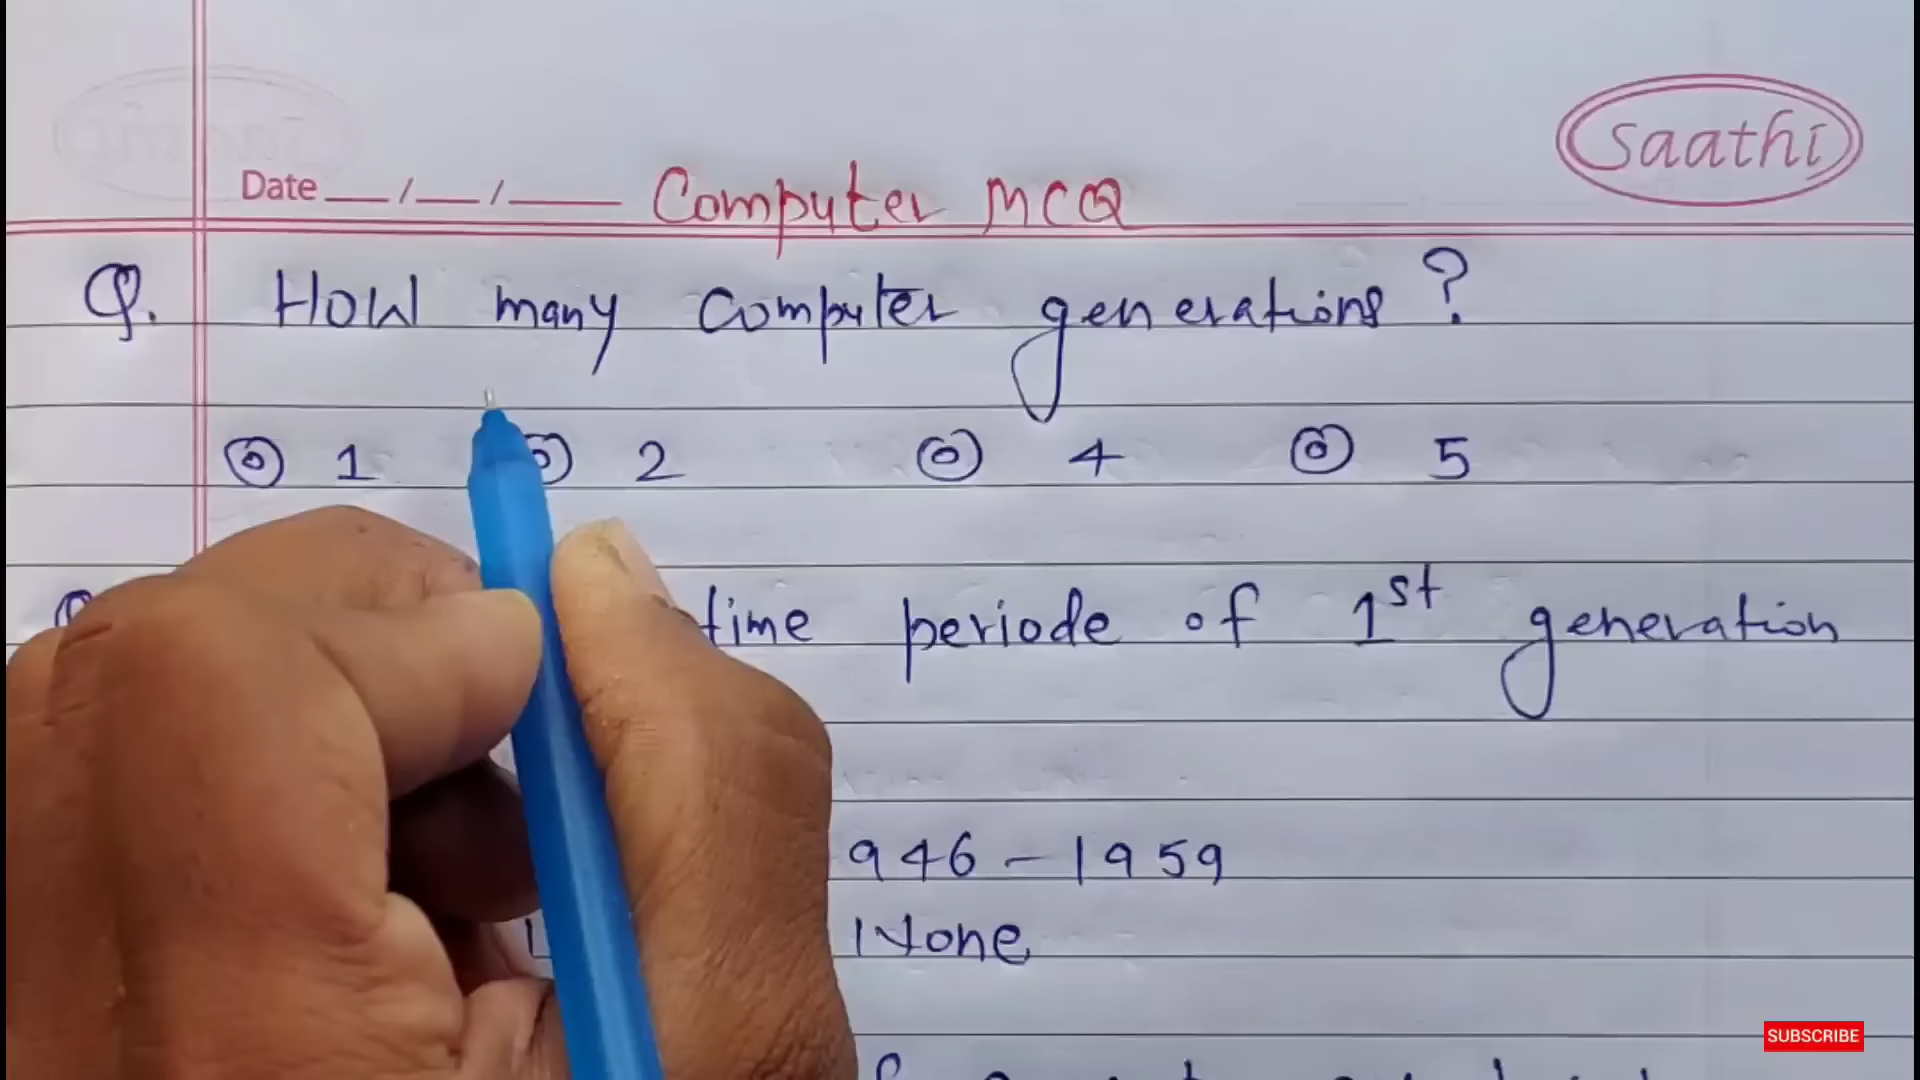 saathi
Date __/__/____ Computer MCQ
Q. How many computer generations ?
1 2 4 5
time periode of 1st generation
946 - 1959
None
SUBSCRIBE